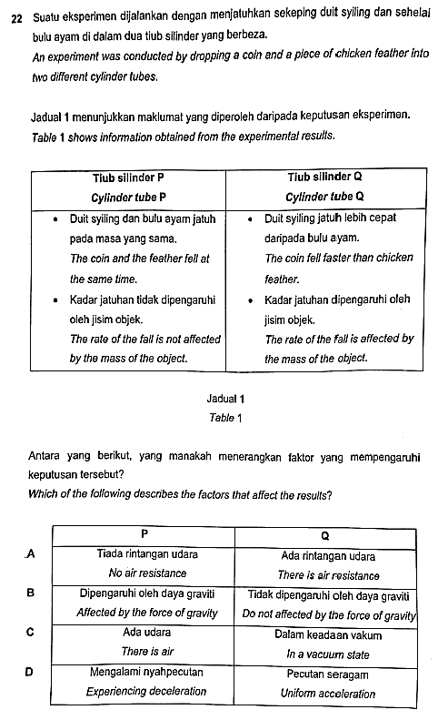 22 Suatu eksperimen dijalankan dengan menjatuhkan sekeping duit syiling dan sehelai
bulu ayam di dalam dua tiub silinder yang berbeza.
An experiment was conducted by dropping a coin and a piece of chicken feather into
two different cylinder tubes.
Jadual 1 menunjukkan maklumat yang diperoleh daripada keputusan eksperimen.
Table 1 shows information obtained from the experimental results.
Tiub silinder P
Cylinder tube P
• Duit syiling dan bulu ayam jatuh
pada masa yang sama.
The coin and the feather fell at
the same time.
• Kadar jatuhan tidak dipengaruhi
oleh jisim objek.
The rate of the fall is not affected
by the mass of the object.
Tiub silinder Q
Cylinder tube Q
• Duit syiling jatuh lebih cepat
daripada bulu ayam.
The coin fell faster than chicken
feather.
• Kadar jatuhan dipengaruhi oleh
jisim objek.
The rate of the fall is affected by
the mass of the object.
Jadual 1
Table 1
Antara yang berikut, yang manakah menerangkan faktor yang mempengaruhi
keputusan tersebut?
Which of the following describes the factors that affect the results?
P Q
A Tiada rintangan udara Ada rintangan udara
No air resistance There is air resistance
B Dipengaruhi oleh daya graviti Tidak dipengaruhi oleh daya graviti
Affected by the force of gravity Do not affected by the force of gravity
C Ada udara Dalam keadaan vakum
There is air In a vacuum state
D Mengalami nyahpecutan Pecutan seragam
Experiencing deceleration Uniform acceleration